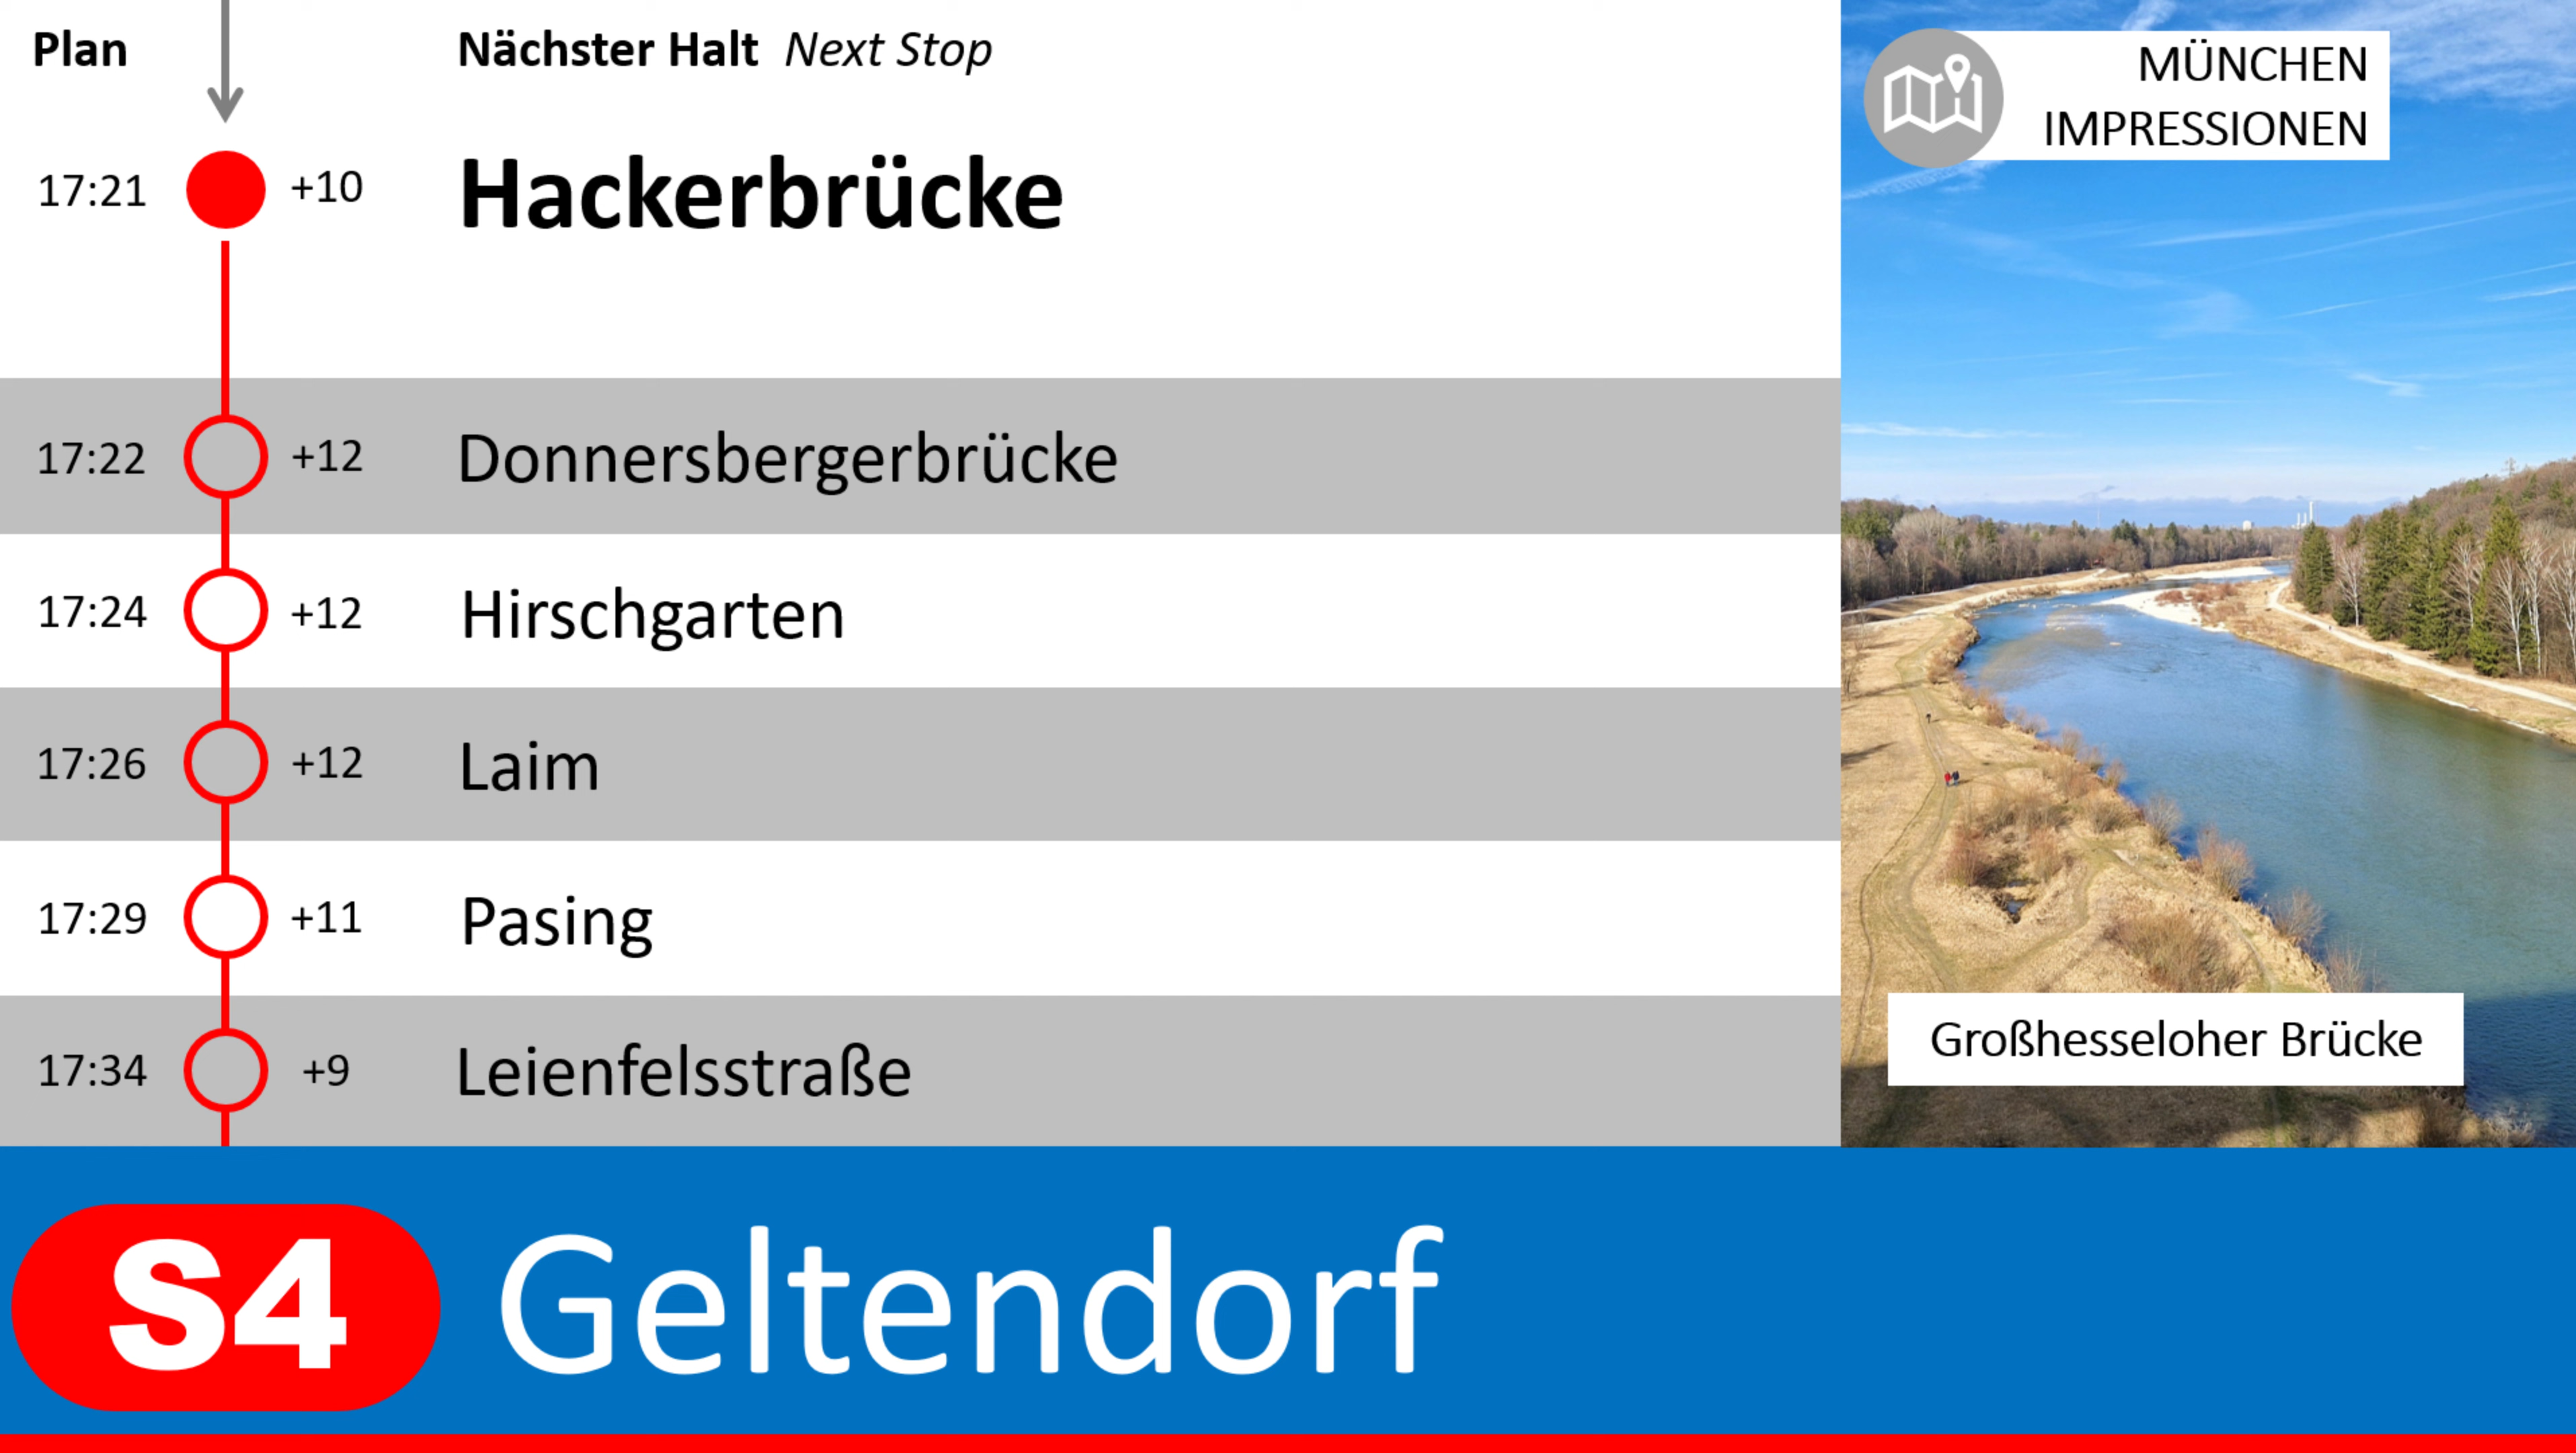 Plan
Nächster Halt Next Stop
17:21 +10 Hackerbrücke
17:22 +12 Donnersbergerbrücke
17:24 +12 Hirschgarten
17:26 +12 Laim
17:29 +11 Pasing
17:34 +9 Leienfelsstraße
S4 Geltendorf
MÜNCHEN
IMPRESSIONEN
Großhesseloher Brücke